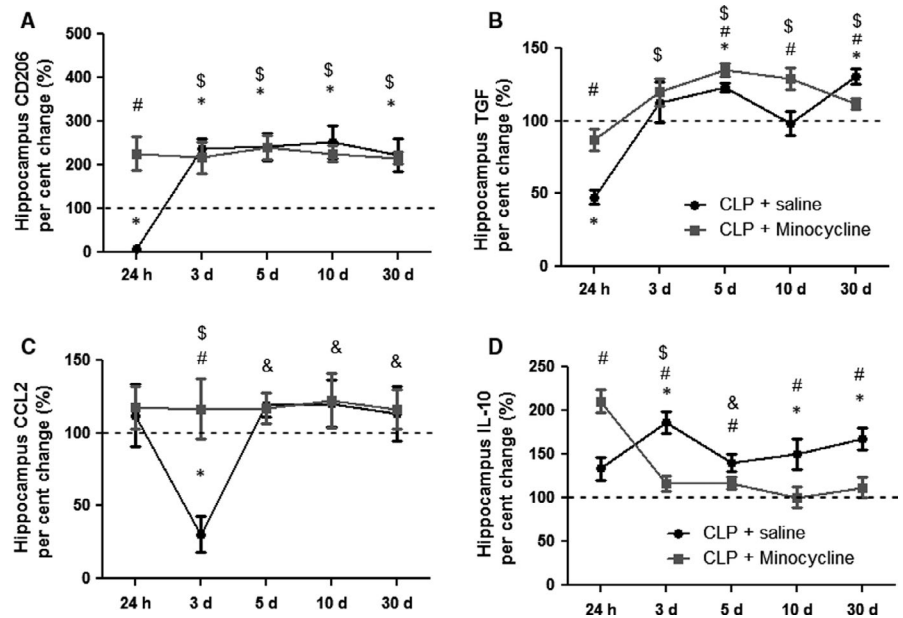 A
Hippocampus CD206
per cent change (%)
500
400
300
200
100
0
#
$
*
$
*
$
*
$
*
*
24 h 3 d 5 d 10 d 30 d
B
Hippocampus TGF
per cent change (%)
150
100
50
0
#
$
$
#
*
$
#
$
#
*
*
CLP + saline
CLP + Minocycline
24 h 3 d 5 d 10 d 30 d
C
Hippocampus CCL2
per cent change (%)
150
100
50
0
$
#
*
&
&
&
24 h 3 d 5 d 10 d 30 d
D
Hippocampus IL-10
per cent change (%)
250
200
150
100
50
0
#
$
#
*
&
#
#
*
#
*
CLP + saline
CLP + Minocycline
24 h 3 d 5 d 10 d 30 d